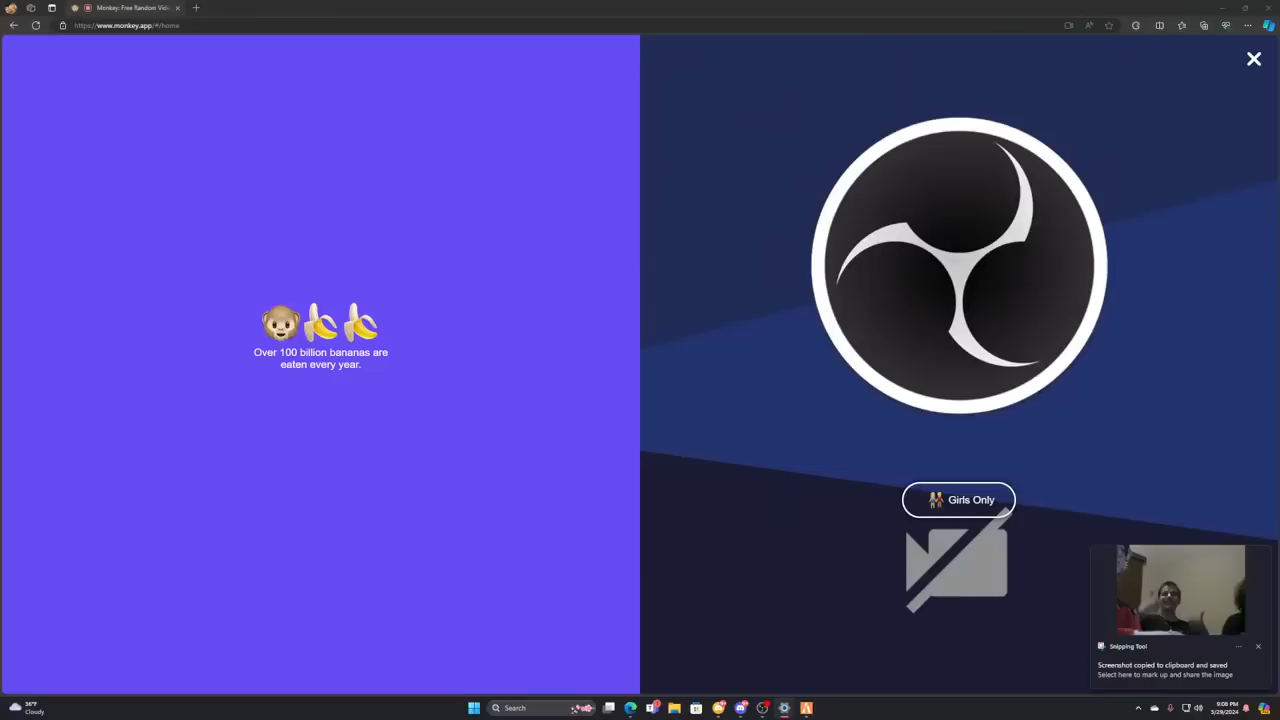 Monkey: Free Random Vid
https://www.monkey.app/#/home
Over 100 billion bananas are
eaten every year.
Girls Only
Snipping Tool
Screenshot copied to clipboard and saved
Select here to mark up and share the image
36°F
Cloudy
Search
9:08 PM
3/29/2024